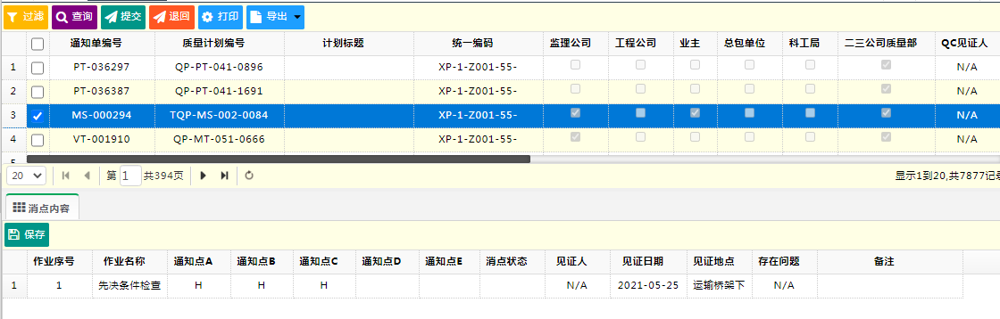 过滤 查询 提交 退回 打印 导出
通知单编号 质量计划编号 计划标题 统一编码 监理公司 工程公司 业主 总包单位 科工局 二三公司质量部 QC见证人
1 PT-036297 QP-PT-041-0896 XP-1-Z001-55- N/A
2 PT-036387 QP-PT-041-1691 XP-1-Z001-55- N/A
3 MS-000294 TQP-MS-002-0084 XP-1-Z001-55- N/A
4 VT-001910 QP-MT-051-0666 XP-1-Z001-55- N/A
20 第 1 共394页 显示1到20,共7877记录
消点内容
保存
作业序号 作业名称 通知点A 通知点B 通知点C 通知点D 通知点E 消点状态 见证人 见证日期 见证地点 存在问题 备注
1 1 先决条件检查 H H H N/A 2021-05-25 运输桥架下 N/A